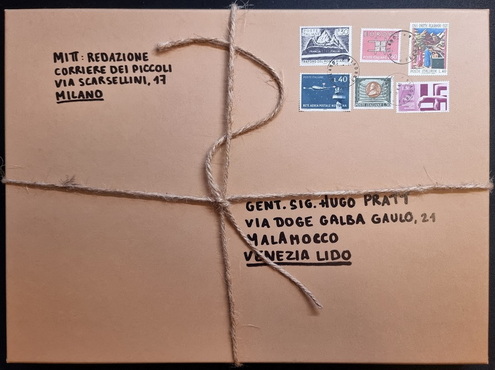 MITT: REDAZIONE
CORRIERE DEI PICCOLI
VIA SCARSELLINI, 17
MILANO
L.40
GENT. SIG. HUGO PRATT
VIA DOGE GALBA GAULO, 21
MALAMOCCO
VENEZIA LIDO